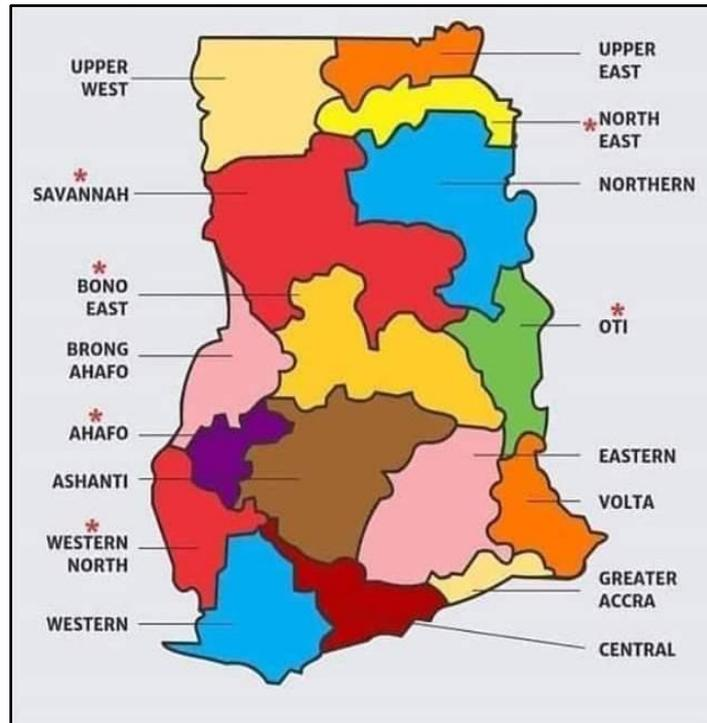 UPPER
WEST
*
SAVANNAH
*
BONO
EAST
BRONG
AHAFO
*
AHAFO
ASHANTI
*
WESTERN
NORTH
WESTERN
UPPER
EAST
* NORTH
EAST
NORTHERN
*
OTI
EASTERN
VOLTA
GREATER
ACCRA
CENTRAL